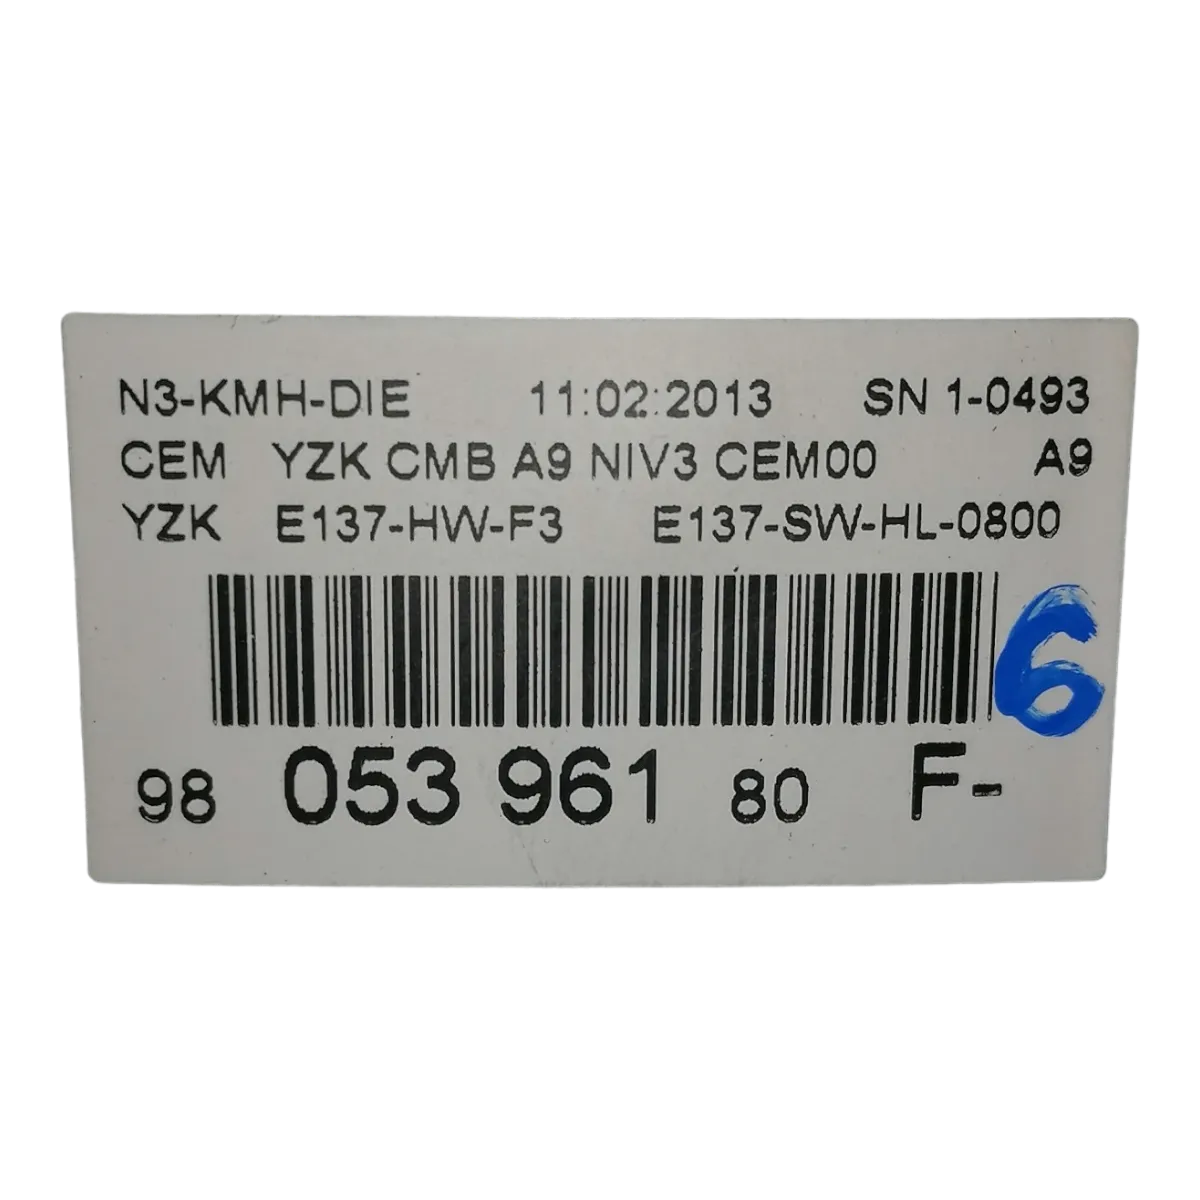 N3-KMH-DIE 11:02:2013 SN 1-0493
CEM YZK CMB A9 NIV3 CEM00 A9
YZK E137-HW-F3 E137-SW-HL-0800
6
98 053 961 80 F-